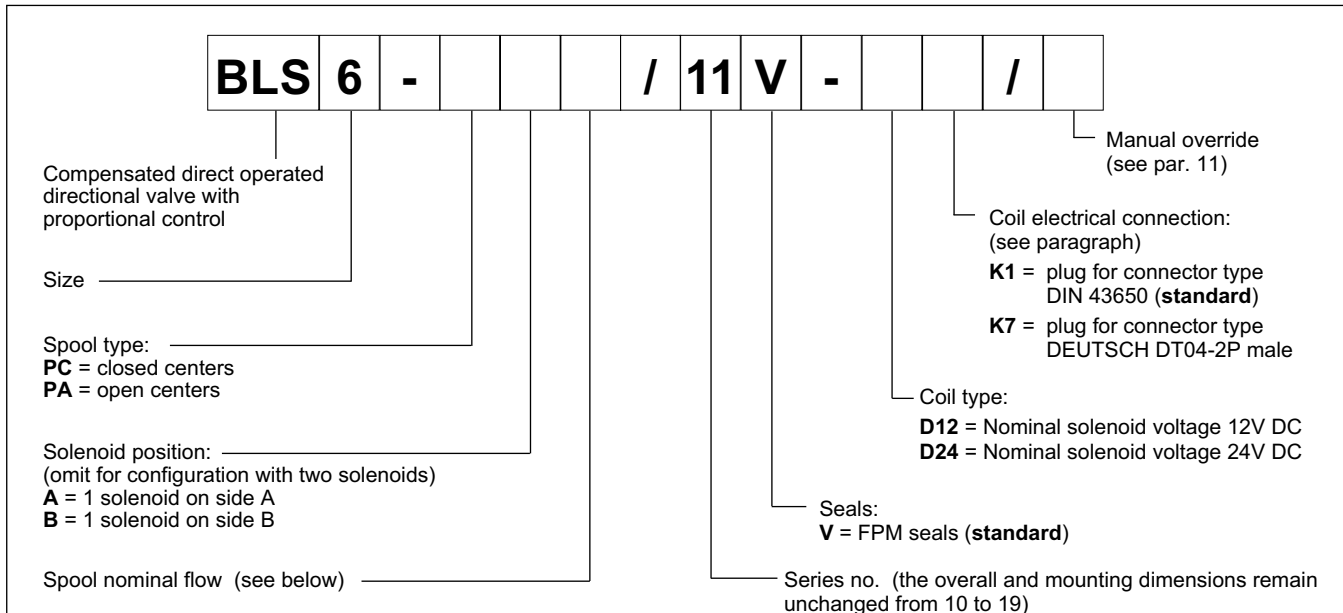 BLS 6 - / 11 V - /
Compensated direct operated
directional valve with
proportional control
Size
Spool type:
PC = closed centers
PA = open centers
Solenoid position:
(omit for configuration with two solenoids)
A = 1 solenoid on side A
B = 1 solenoid on side B
Spool nominal flow (see below)
Manual override
(see par. 11)
Coil electrical connection:
(see paragraph)
K1 = plug for connector type
DIN 43650 (standard)
K7 = plug for connector type
DEUTSCH DT04-2P male
Coil type:
D12 = Nominal solenoid voltage 12V DC
D24 = Nominal solenoid voltage 24V DC
Seals:
V = FPM seals (standard)
Series no. (the overall and mounting dimensions remain
unchanged from 10 to 19)